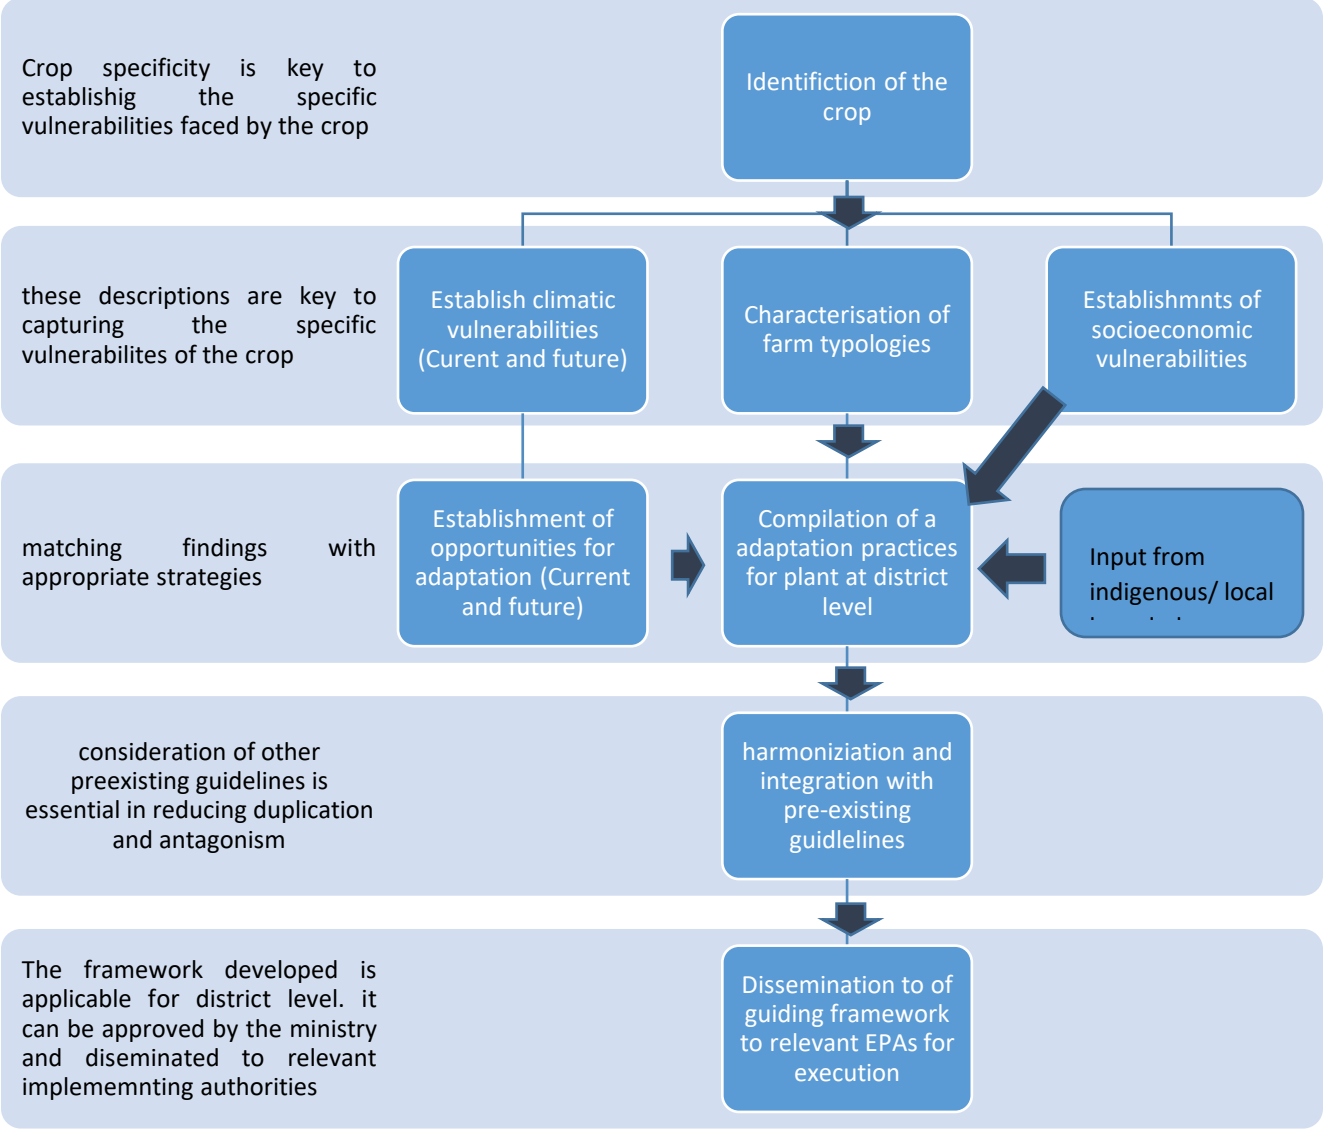 Crop specificity is key to
establishig the specific
vulnerabilities faced by the crop
Identifiction of the
crop
these descriptions are key to
capturing the specific
vulnerabilites of the crop
Establish climatic
vulnerabilities
(Curent and future)
Characterisation of
farm typologies
Establishmnts of
socioeconomic
vulnerabilities
matching findings with
appropriate strategies
Establishment of
opportunities for
adaptation (Current
and future)
Compilation of a
adaptation practices
for plant at district
level
Input from
indigenous/ local
consideration of other
preexisting guidelines is
essential in reducing duplication
and antagonism
harmoniziation and
integration with
pre-existing
guidlelines
The framework developed is
applicable for district level. it
can be approved by the ministry
and diseminated to relevant
implememnting authorities
Dissemination to of
guiding framework
to relevant EPAs for
execution